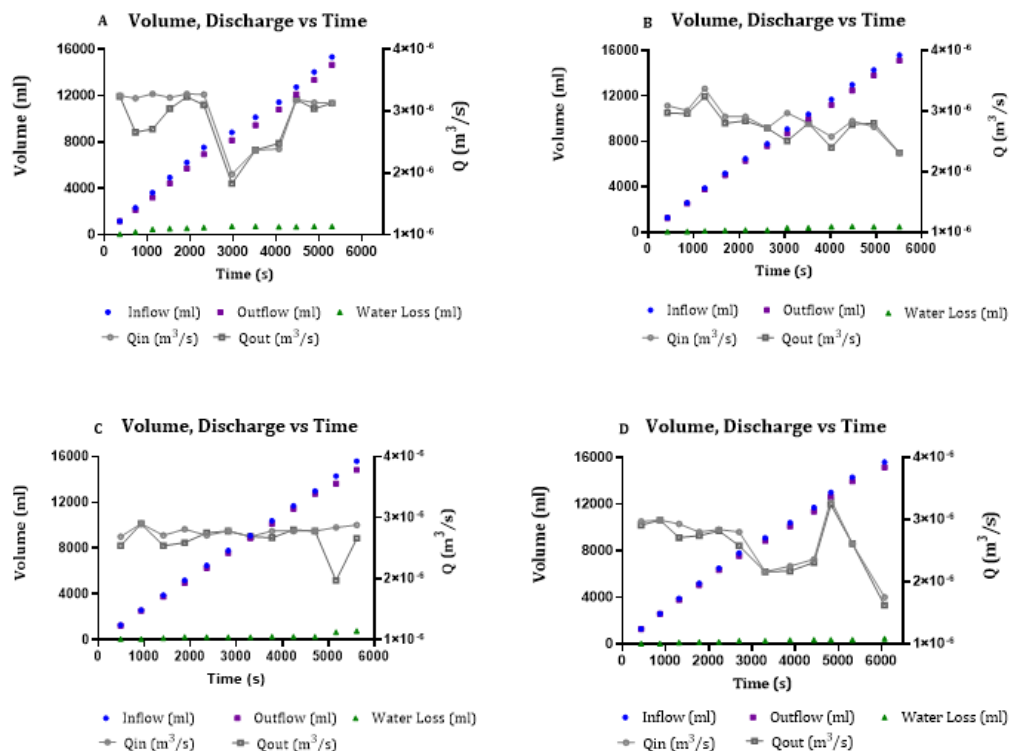 A Volume, Discharge vs Time
16000
12000
8000
4000
0
Volume (ml)
4×10⁻⁶
3×10⁻⁶
2×10⁻⁶
1×10⁻⁶
Q (m³/s)
0 1000 2000 3000 4000 5000 6000
Time (s)
Inflow (ml) Outflow (ml) Water Loss (ml)
Qin (m³/s) Qout (m³/s)
B Volume, Discharge vs Time
16000
12000
8000
4000
0
Volume (ml)
4×10⁻⁶
3×10⁻⁶
2×10⁻⁶
1×10⁻⁶
Q (m³/s)
0 1000 2000 3000 4000 5000 6000
Time (s)
Inflow (ml) Outflow (ml) Water Loss (ml)
Qin (m³/s) Qout (m³/s)
C Volume, Discharge vs Time
16000
12000
8000
4000
0
Volume (ml)
4×10⁻⁶
3×10⁻⁶
2×10⁻⁶
1×10⁻⁶
Q (m³/s)
0 1000 2000 3000 4000 5000 6000
Time (s)
Inflow (ml) Outflow (ml) Water Loss (ml)
Qin (m³/s) Qout (m³/s)
D Volume, Discharge vs Time
16000
12000
8000
4000
0
Volume (ml)
4×10⁻⁶
3×10⁻⁶
2×10⁻⁶
1×10⁻⁶
Q (m³/s)
0 1000 2000 3000 4000 5000 6000
Time (s)
Inflow (ml) Outflow (ml) Water Loss (ml)
Qin (m³/s) Qout (m³/s)